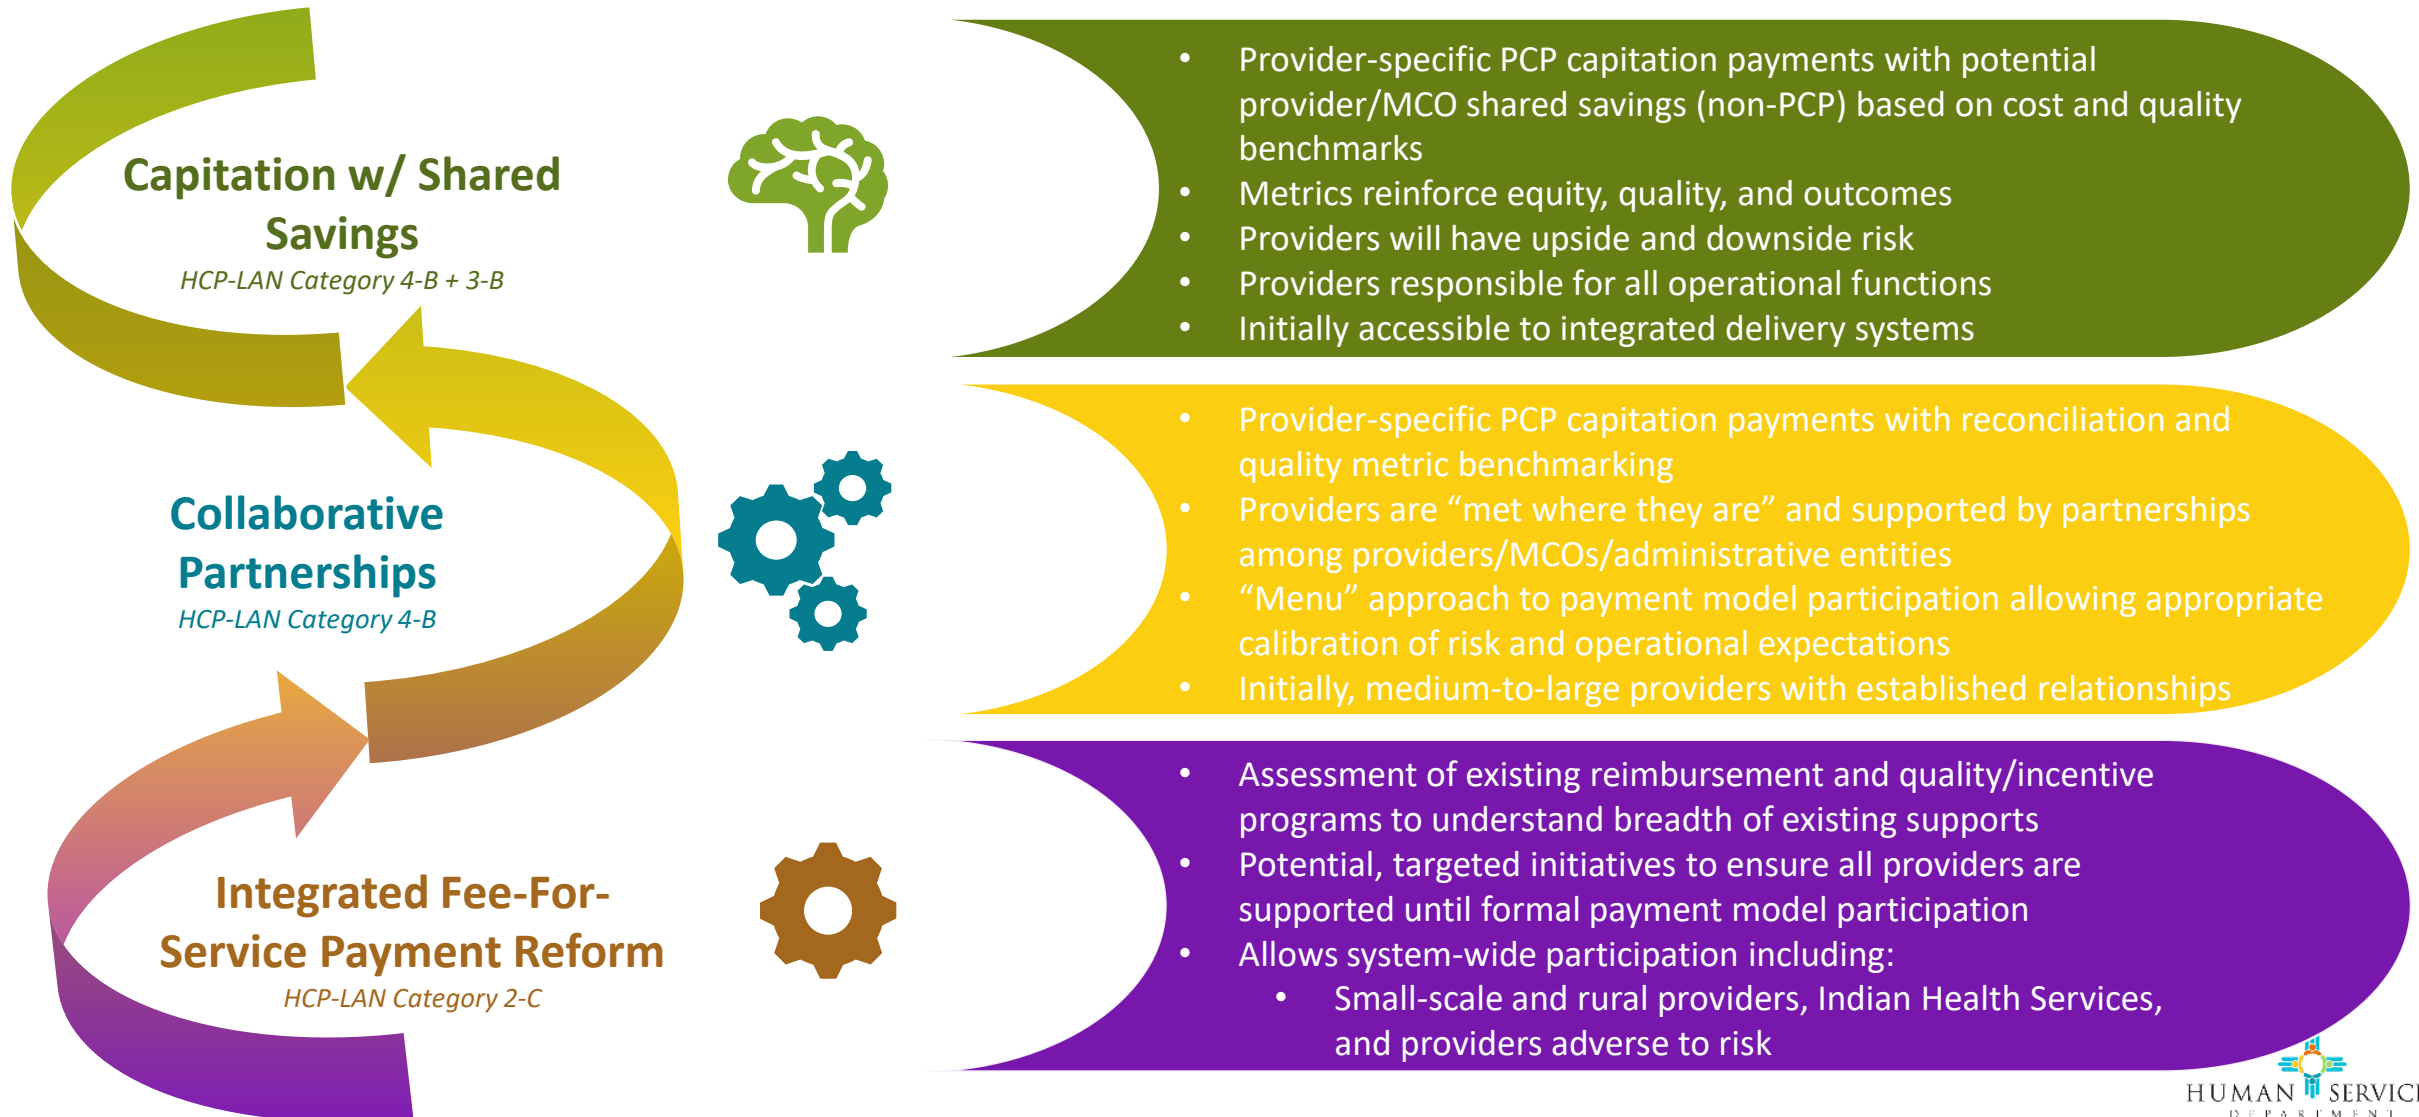 Capitation w/ Shared
Savings
HCP-LAN Category 4-B + 3-B
• Provider-specific PCP capitation payments with potential
provider/MCO shared savings (non-PCP) based on cost and quality
benchmarks
• Metrics reinforce equity, quality, and outcomes
• Providers will have upside and downside risk
• Providers responsible for all operational functions
• Initially accessible to integrated delivery systems
Collaborative
Partnerships
HCP-LAN Category 4-B
• Provider-specific PCP capitation payments with reconciliation and
quality metric benchmarking
• Providers are “met where they are” and supported by partnerships
among providers/MCOs/administrative entities
• “Menu” approach to payment model participation allowing appropriate
calibration of risk and operational expectations
• Initially, medium-to-large providers with established relationships
Integrated Fee-For-
Service Payment Reform
HCP-LAN Category 2-C
• Assessment of existing reimbursement and quality/incentive
programs to understand breadth of existing supports
• Potential, targeted initiatives to ensure all providers are
supported until formal payment model participation
• Allows system-wide participation including:
• Small-scale and rural providers, Indian Health Services,
and providers adverse to risk
HUMAN SERVIC
DEPARTMENT